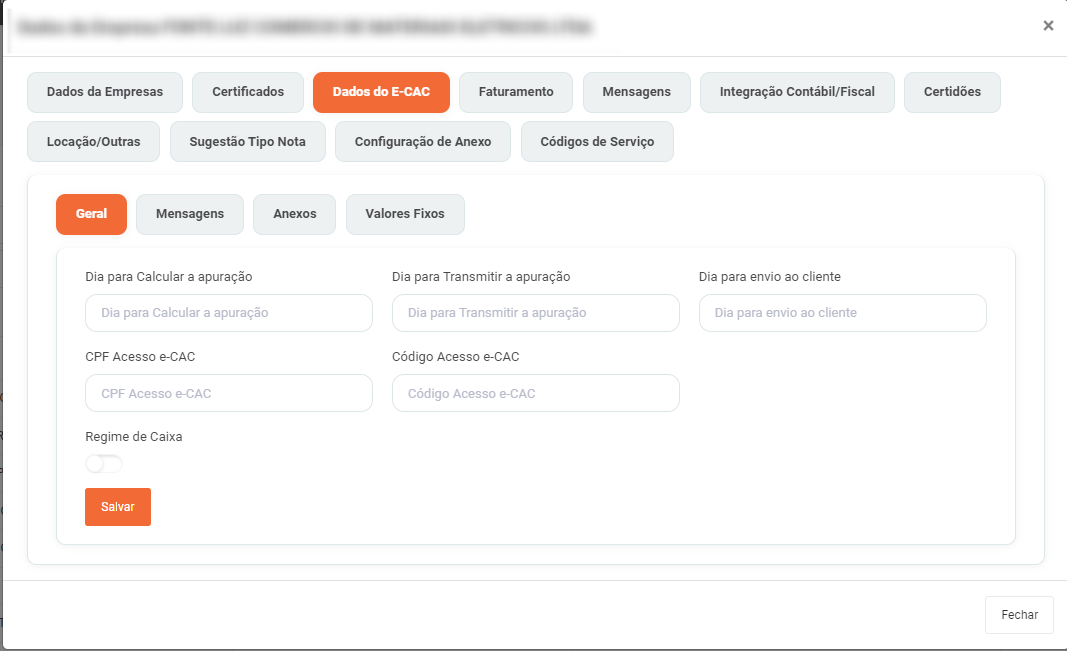 ×
Dados da Empresas Certificados Dados do E-CAC Faturamento Mensagens Integração Contábil/Fiscal Certidões
Locação/Outras Sugestão Tipo Nota Configuração de Anexo Códigos de Serviço
Geral Mensagens Anexos Valores Fixos
Dia para Calcular a apuração Dia para Transmitir a apuração Dia para envio ao cliente
Dia para Calcular a apuração Dia para Transmitir a apuração Dia para envio ao cliente
CPF Acesso e-CAC Código Acesso e-CAC
CPF Acesso e-CAC Código Acesso e-CAC
Regime de Caixa
Salvar
Fechar